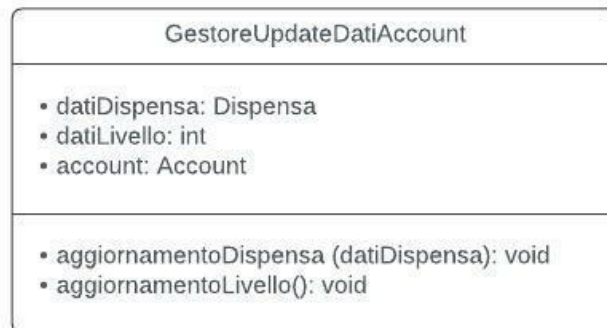 GestoreUpdateDatiAccount
• datiDispensa: Dispensa
• datiLivello: int
• account: Account
• aggiornamentoDispensa (datiDispensa): void
• aggiornamentoLivello(): void